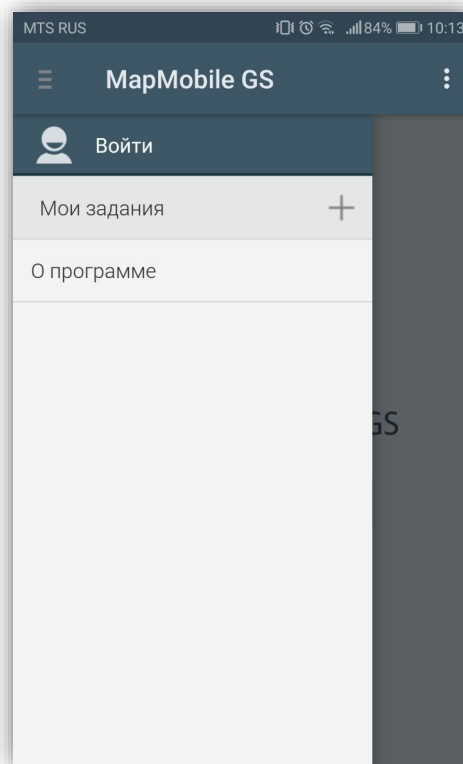 MTS RUS 84% 10:13
MapMobile GS
Войти
Мои задания
О программе
GS